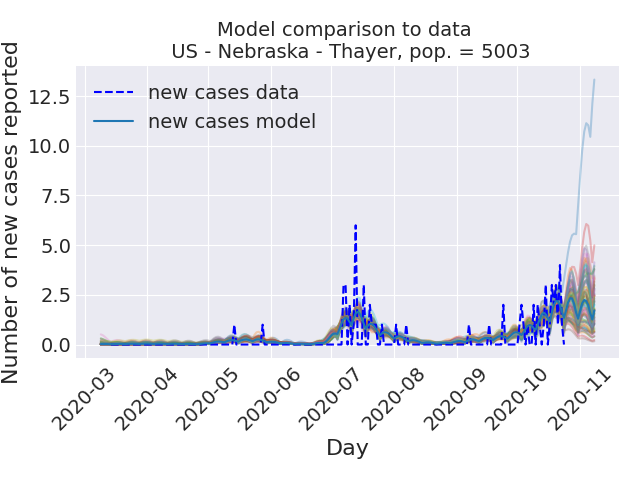 Model comparison to data
US - Nebraska - Thayer, pop. = 5003
Number of new cases reported
12.5
10.0
7.5
5.0
2.5
0.0
new cases data
new cases model
2020-03
2020-04
2020-05
2020-06
2020-07
2020-08
2020-09
2020-10
2020-11
Day